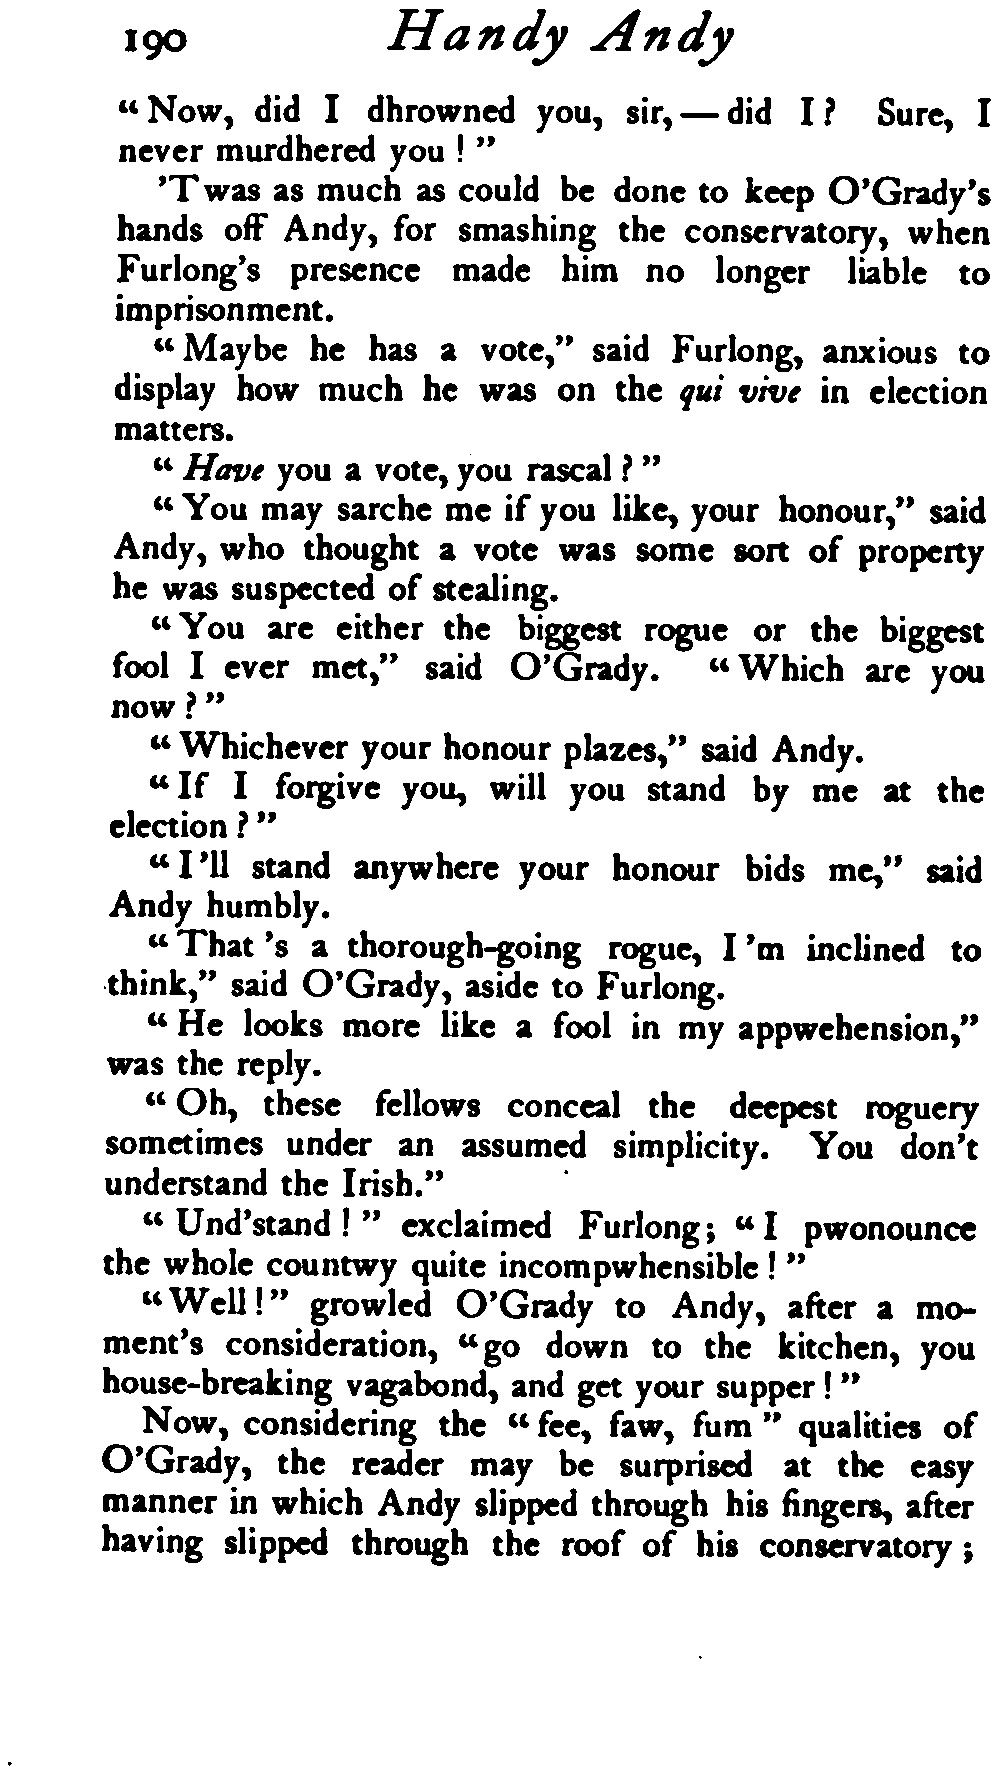 190 Handy Andy
“Now, did I dhrowned you, sir,—did I? Sure, I
never murdhered you!”
’Twas as much as could be done to keep O’Grady’s
hands off Andy, for smashing the conservatory, when
Furlong’s presence made him no longer liable to
imprisonment.
“Maybe he has a vote,” said Furlong, anxious to
display how much he was on the qui vive in election
matters.
“Have you a vote, you rascal?”
“You may sarche me if you like, your honour,” said
Andy, who thought a vote was some sort of property
he was suspected of stealing.
“You are either the biggest rogue or the biggest
fool I ever met,” said O’Grady. “Which are you
now?”
“Whichever your honour plazes,” said Andy.
“If I forgive you, will you stand by me at the
election?”
“I’ll stand anywhere your honour bids me,” said
Andy humbly.
“That’s a thorough-going rogue, I’m inclined to
think,” said O’Grady, aside to Furlong.
“He looks more like a fool in my appwehension,”
was the reply.
“Oh, these fellows conceal the deepest roguery
sometimes under an assumed simplicity. You don’t
understand the Irish.”
“Und’stand!” exclaimed Furlong; “I pwonounce
the whole countwy quite incompwhensible!”
“Well!” growled O’Grady to Andy, after a mo-
ment’s consideration, “go down to the kitchen, you
house-breaking vagabond, and get your supper!”
Now, considering the “fee, faw, fum” qualities of
O’Grady, the reader may be surprised at the easy
manner in which Andy slipped through his fingers, after
having slipped through the roof of his conservatory;